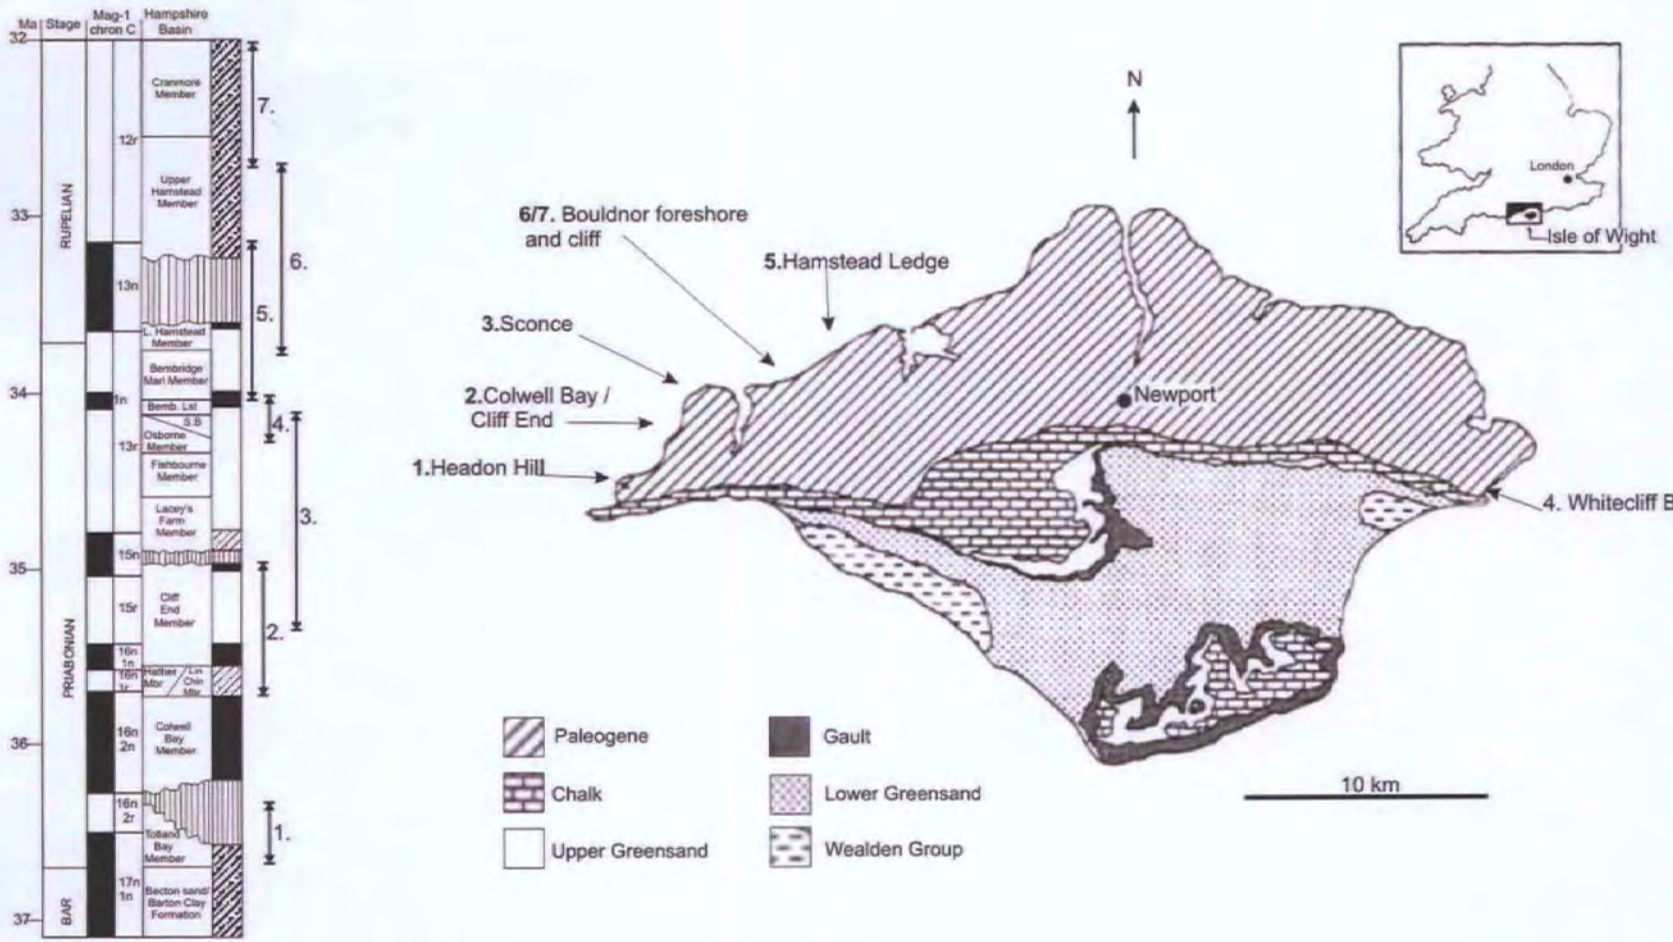 Ma Stage Mag-1 chron C Hampshire Basin
32
33
34
35
36
37
RUPELIAN
PRIABONIAN
BAR
12r
13n
1n
13r
15n
15r
16n
1n
16n
1r
16n
2n
16n
2r
17n
1n
Cranmore
Member
Upper
Hamstead
Member
L. Hamstead
Member
Bembridge
Marl Member
Bemb. Lst
S.B
Osborne
Member
Fishbourne
Member
Lacey's
Farm
Member
Cliff
End
Member
Hather
Mbr
Lin
Chin
Mbr
Colwell
Bay
Member
Totland
Bay
Member
Becton sand/
Barton Clay
Formation
7.
6.
5.
4.
3.
2.
1.
N
London
Isle of Wight
6/7. Bouldnor foreshore
and cliff
5.Hamstead Ledge
3.Sconce
2.Colwell Bay /
Cliff End
1.Headon Hill
Newport
4. Whitecliff B
Paleogene
Chalk
Upper Greensand
Gault
Lower Greensand
Wealden Group
10 km